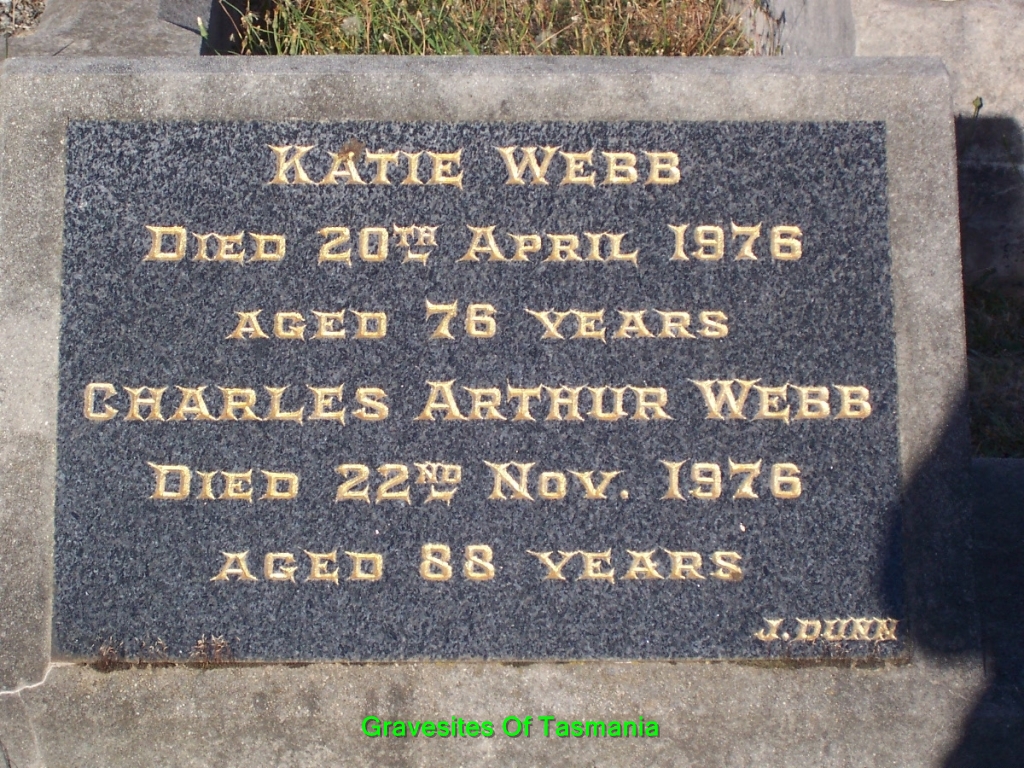 Katie Webb
Died 20th April 1976
aged 76 years
Charles Arthur Webb
Died 22nd Nov. 1976
aged 88 years
J. Dunn
Gravesites Of Tasmania